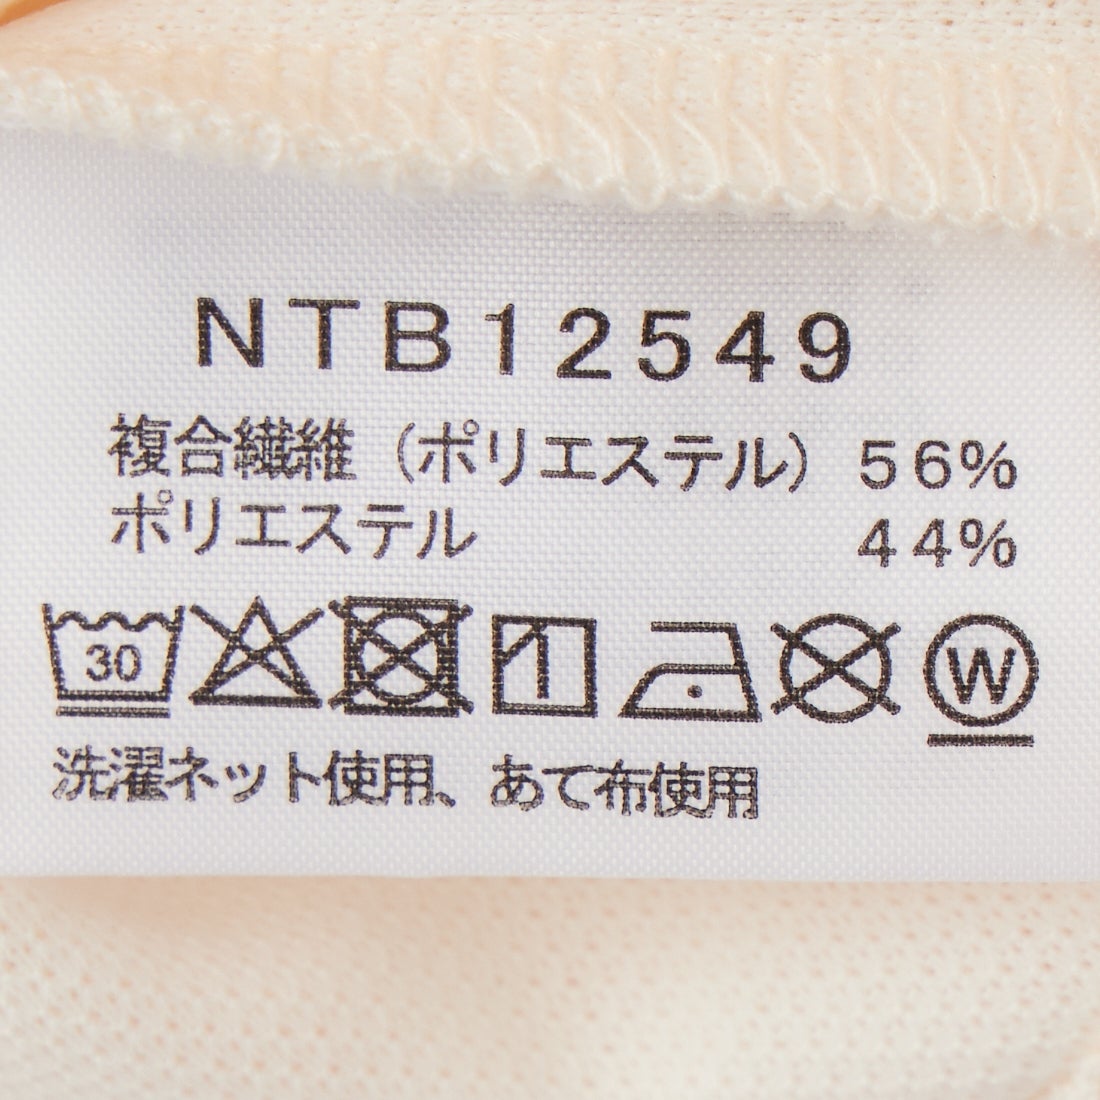 NTB12549
複合繊維（ポリエステル） 56%
ポリエステル 44%
30 W
洗濯ネット使用、あて布使用